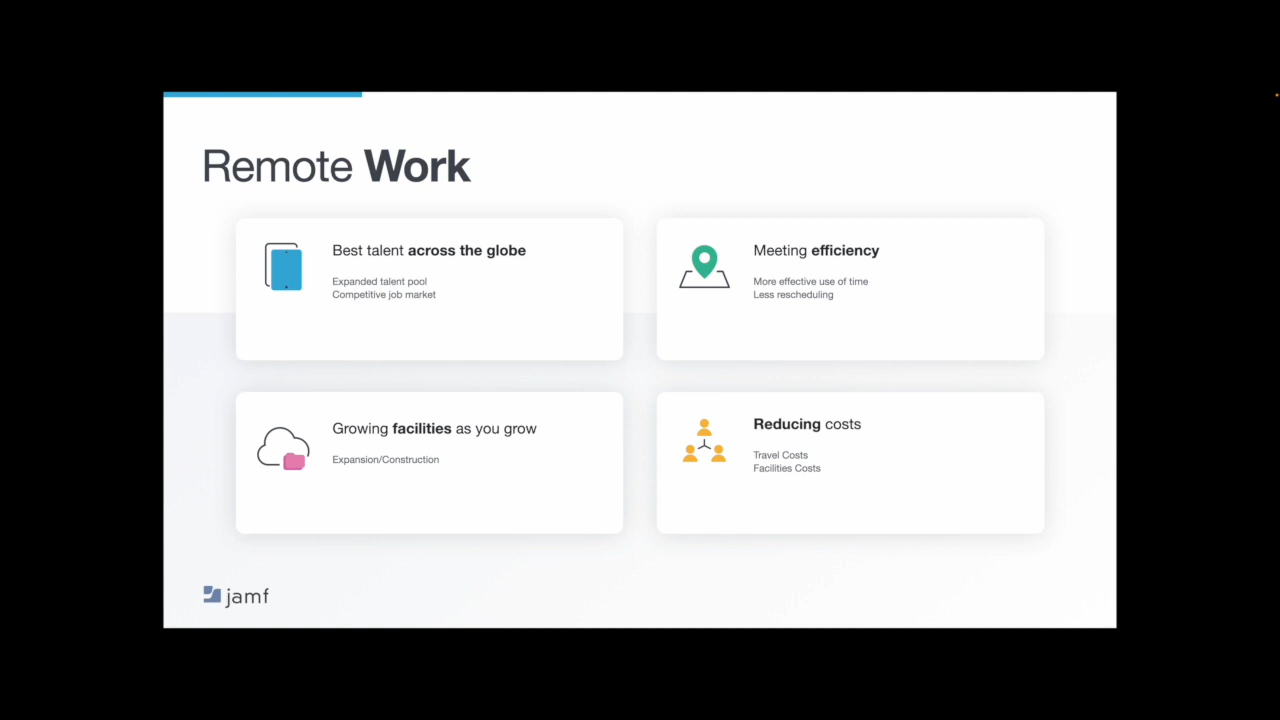 Remote Work
Best talent across the globe
Expanded talent pool
Competitive job market
Meeting efficiency
More effective use of time
Less rescheduling
Growing facilities as you grow
Expansion/Construction
Reducing costs
Travel Costs
Facilities Costs
jamf